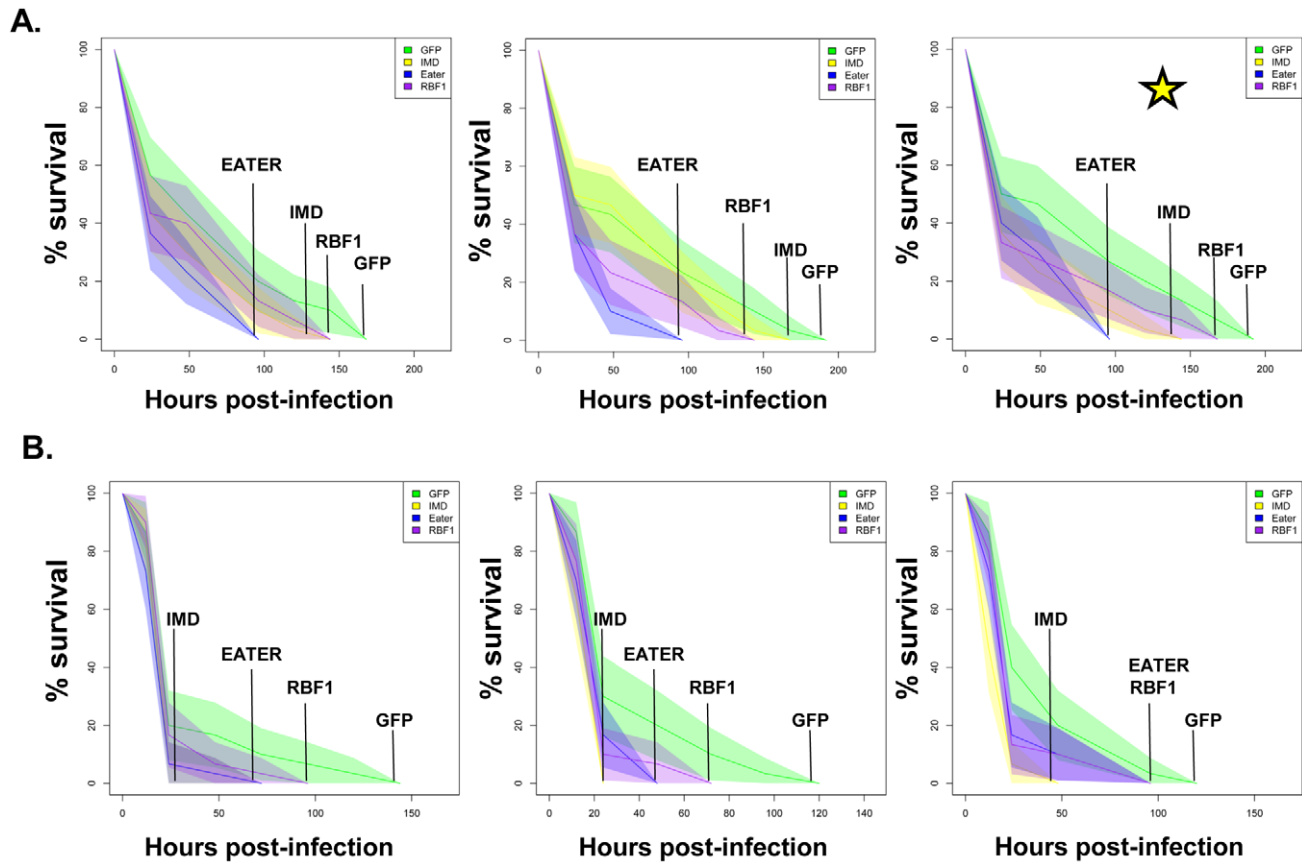 A.
GFP
IMD
Eater
RBF1
EATER
IMD
RBF1
GFP
% survival
100
80
60
40
20
0
0 50 100 150 200
Hours post-infection
GFP
IMD
Eater
RBF1
EATER
RBF1
IMD
GFP
% survival
100
80
60
40
20
0
0 50 100 150 200
Hours post-infection
GFP
IMD
Eater
RBF1
EATER
IMD
RBF1
GFP
% survival
100
80
60
40
20
0
0 50 100 150 200
Hours post-infection
B.
GFP
IMD
Eater
RBF1
IMD
EATER
RBF1
GFP
% survival
100
80
60
40
20
0
0 50 100 150
Hours post-infection
GFP
IMD
Eater
RBF1
IMD
EATER
RBF1
GFP
% survival
100
80
60
40
20
0
0 20 40 60 80 100 120 140
Hours post-infection
GFP
IMD
Eater
RBF1
IMD
EATER
RBF1
GFP
% survival
100
80
60
40
20
0
0 50 100 150
Hours post-infection